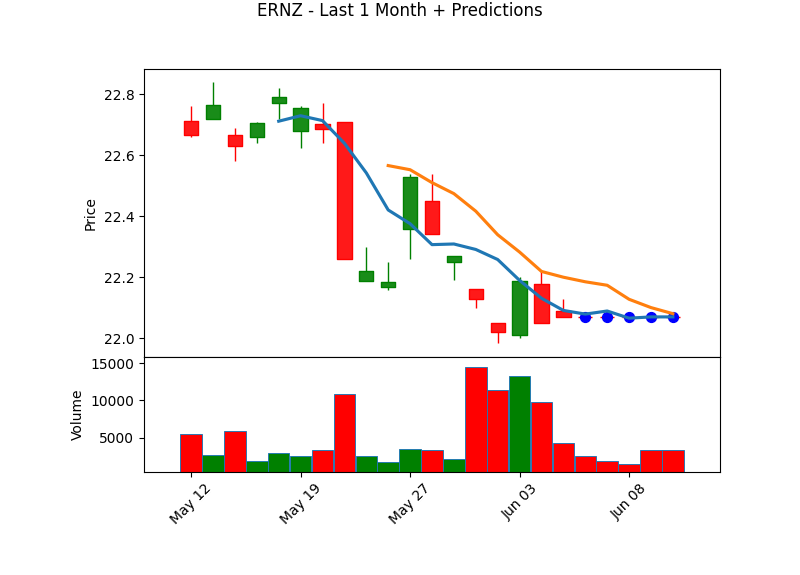 ERNZ - Last 1 Month + Predictions
Price
22.8
22.6
22.4
22.2
22.0
Volume
15000
10000
5000
May 12
May 19
May 27
Jun 03
Jun 08